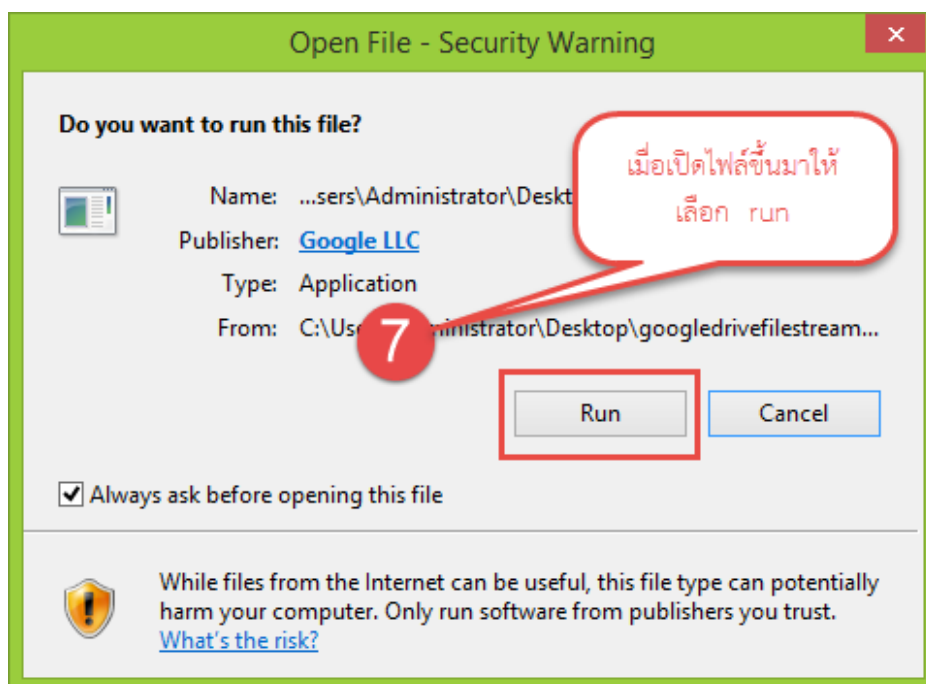 Open File - Security Warning
Do you want to run this file?
เมื่อเปิดไฟล์ขึ้นมาให้
เลือก run
Name: ...sers\Administrator\Deskt
Publisher: Google LLC
Type: Application
From: C:\Use ministrator\Desktop\googledrivefilestream...
7
Run Cancel
Always ask before opening this file
While files from the Internet can be useful, this file type can potentially
harm your computer. Only run software from publishers you trust.
What's the risk?